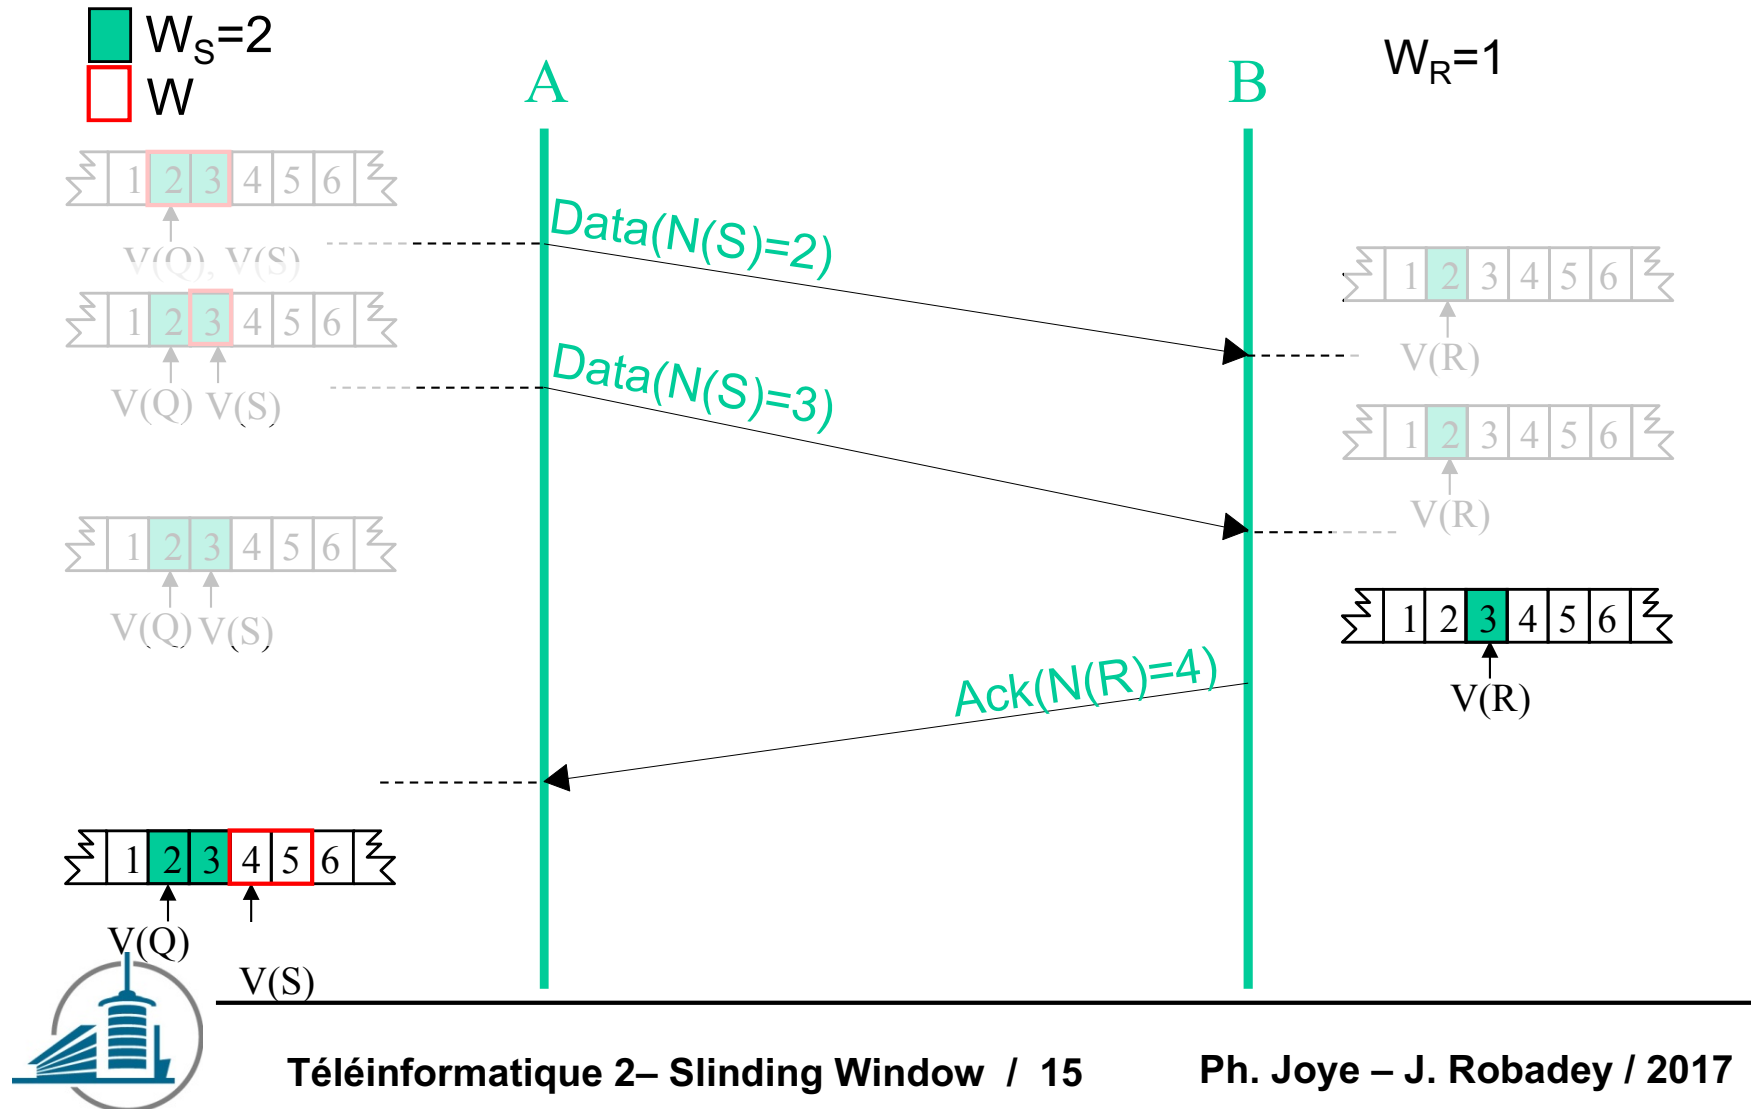 W_S=2
W
W_R=1
A
B
1 2 3 4 5 6
V(Q), V(S)
Data(N(S)=2)
1 2 3 4 5 6
V(R)
1 2 3 4 5 6
V(Q) V(S)
Data(N(S)=3)
1 2 3 4 5 6
V(R)
1 2 3 4 5 6
V(Q) V(S)
1 2 3 4 5 6
V(R)
Ack(N(R)=4)
1 2 3 4 5 6
V(Q)
V(S)
Téléinformatique 2– Slinding Window / 15
Ph. Joye – J. Robadey / 2017